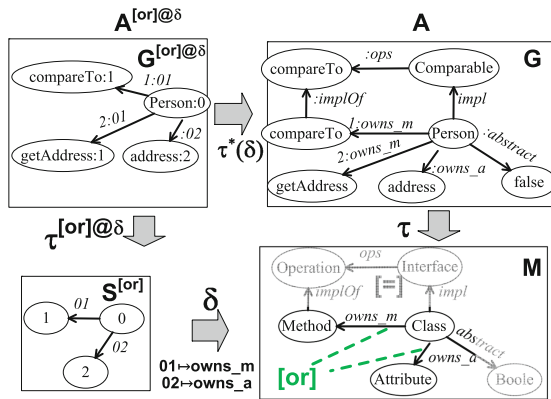 A[or]@δ
A
G[or]@δ
G
compareTo:1
1:01
Person:0
2:01
:02
getAddress:1
address:2
τ*(δ)
compareTo
:ops
Comparable
:implOf
impl
compareTo
1:owns_m
Person
:abstract
2:owns_m
:owns_a
getAddress
address
false
τ[or]@δ
τ
S[or]
1
01
0
02
2
δ
01↦owns_m
02↦owns_a
M
Operation
ops
Interface
[=]
implOf
impl
Method
owns_m
Class
abstract
owns_a
[or]
Attribute
Boole